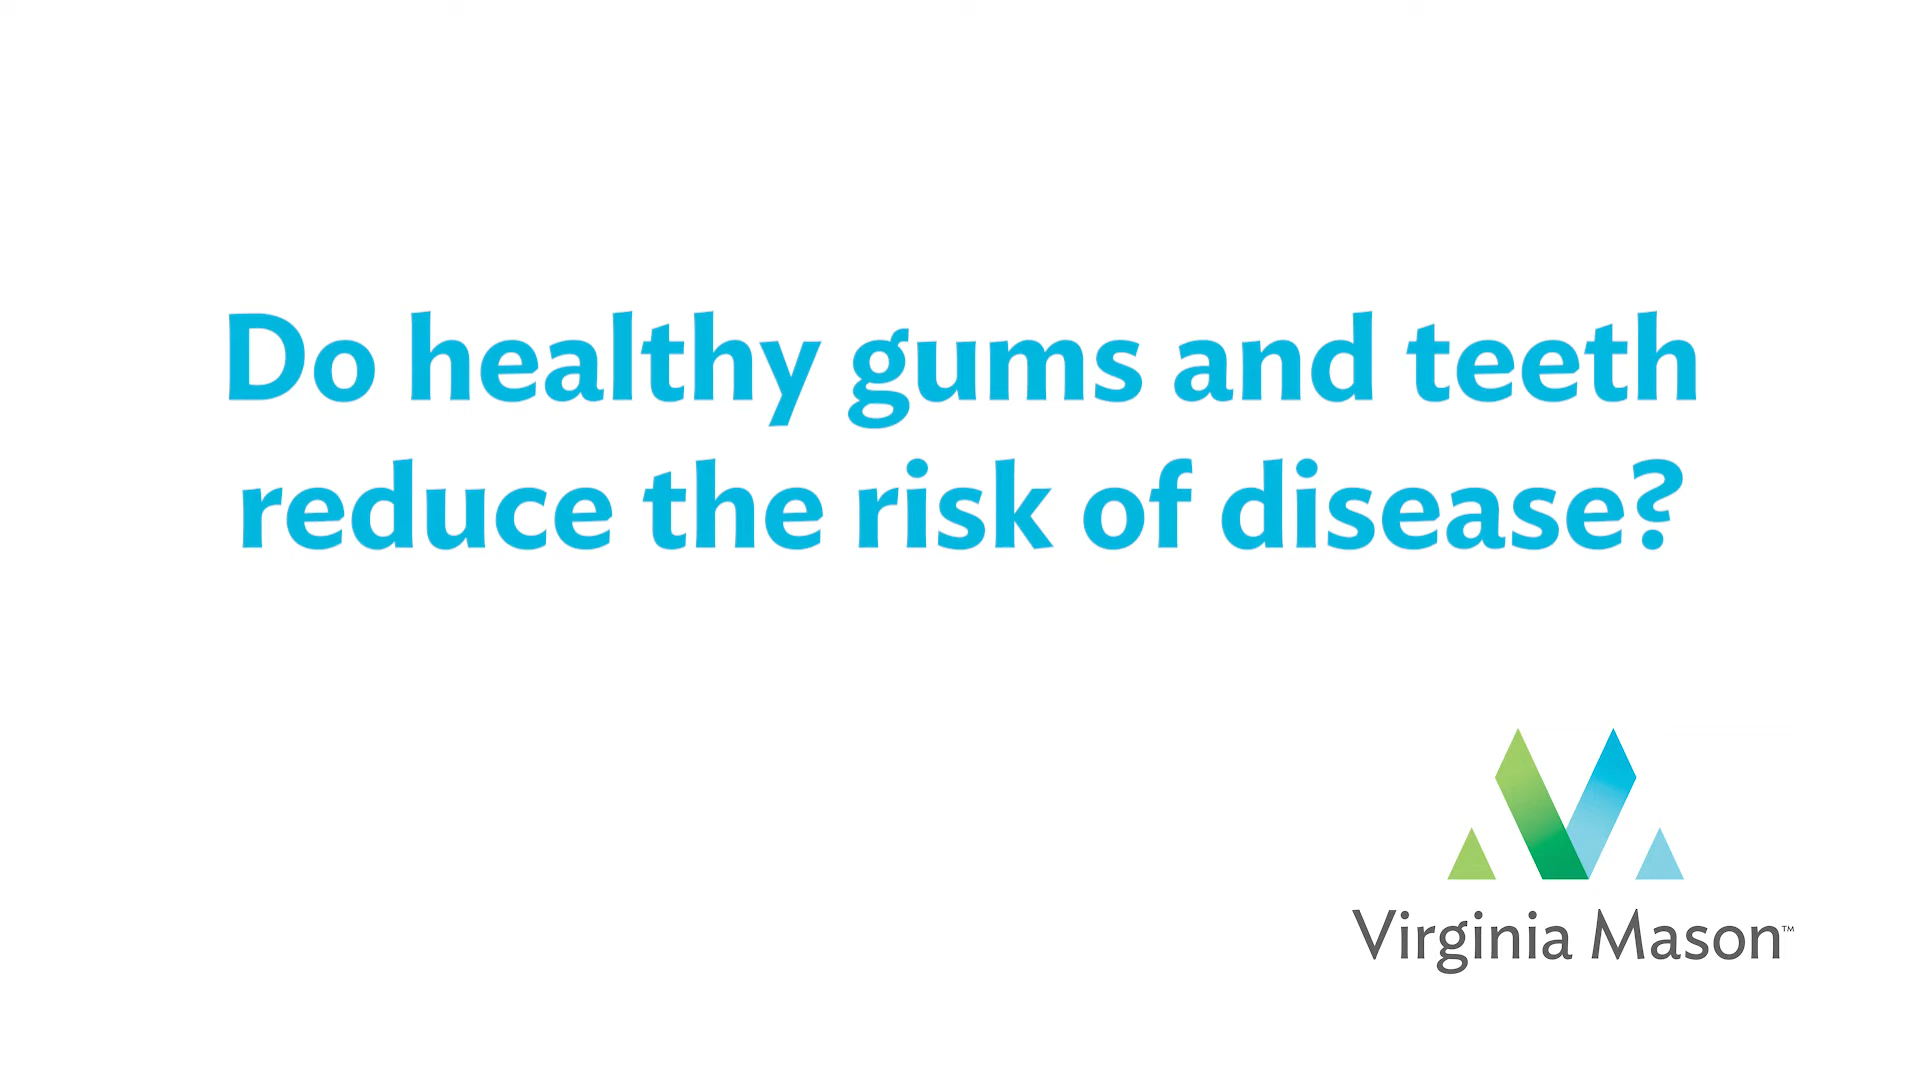 Do healthy gums and teeth
reduce the risk of disease?
Virginia Mason™